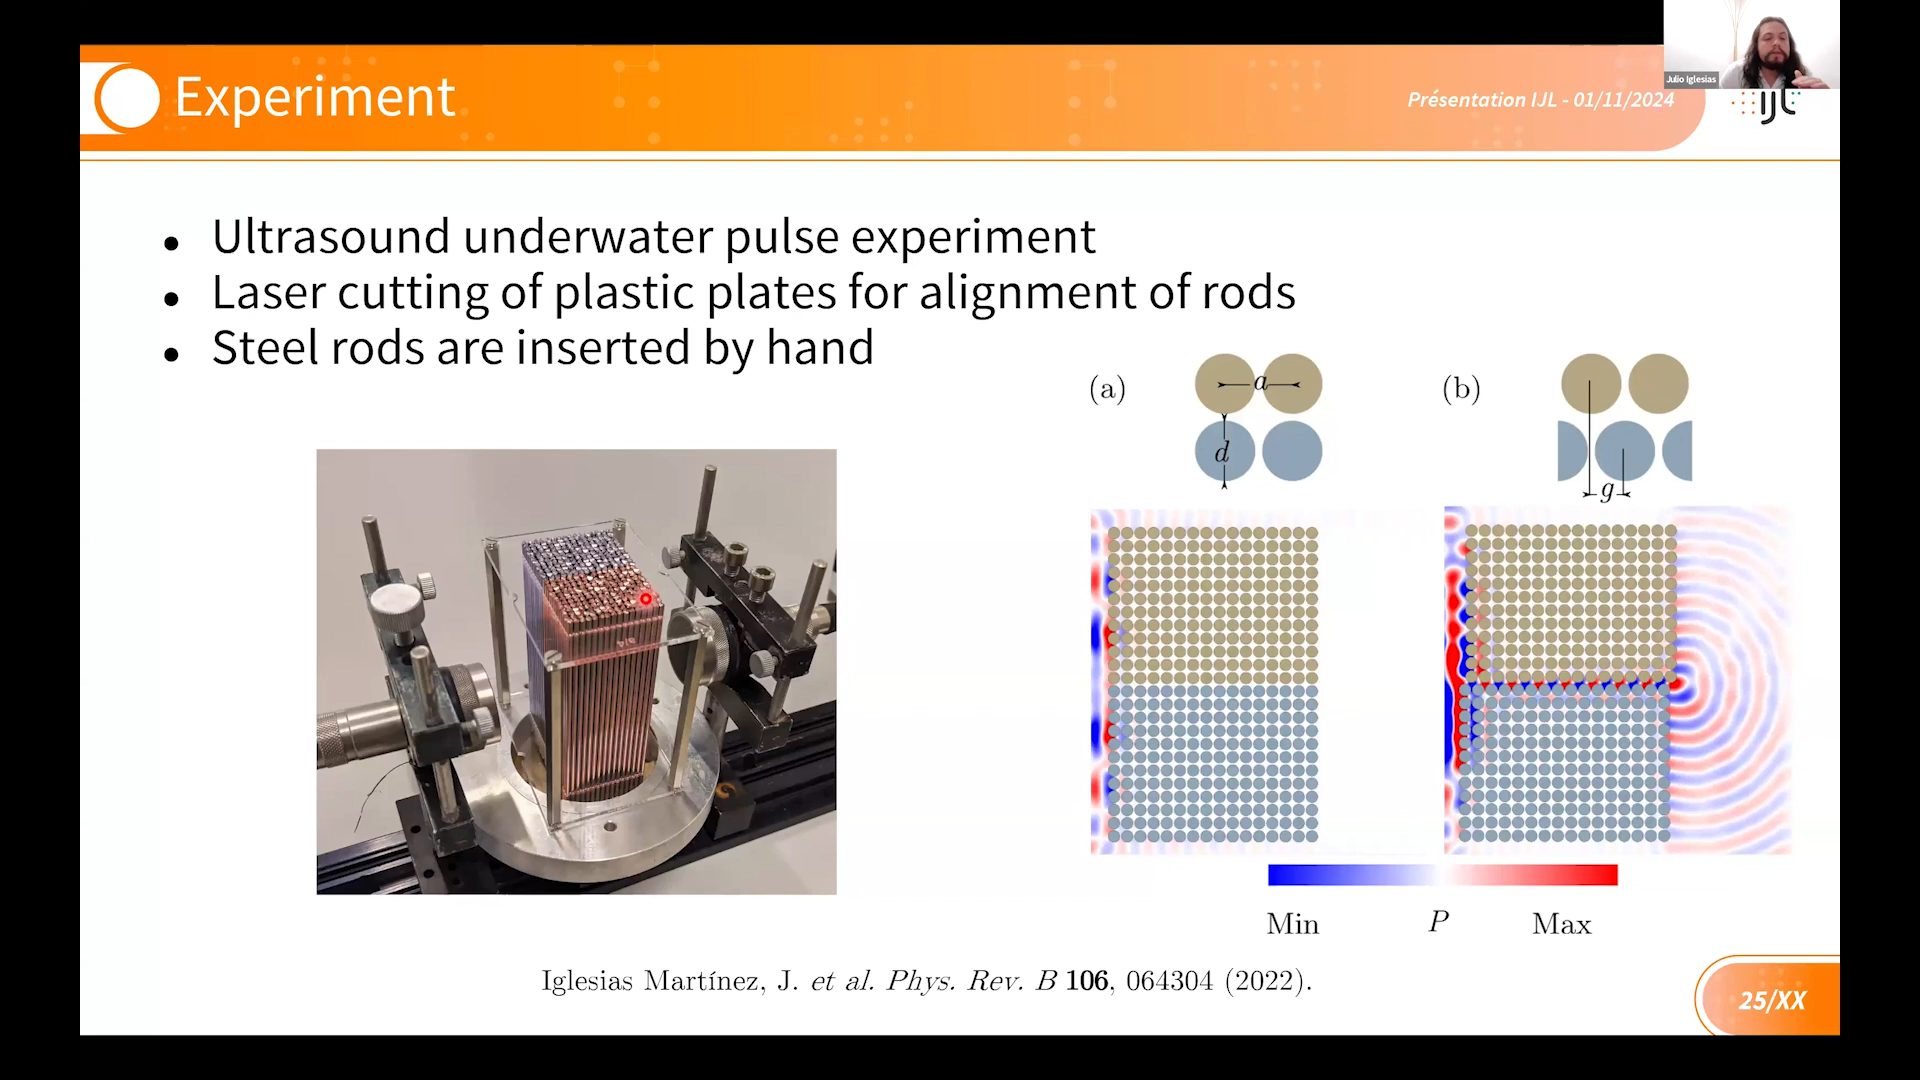 Julio Iglesias
Experiment
Présentation IJL - 01/11/2024
ijl
• Ultrasound underwater pulse experiment
• Laser cutting of plastic plates for alignment of rods
• Steel rods are inserted by hand
(a)
a
d
(b)
g
Min
P
Max
Iglesias Martínez, J. et al. Phys. Rev. B 106, 064304 (2022).
25/XX